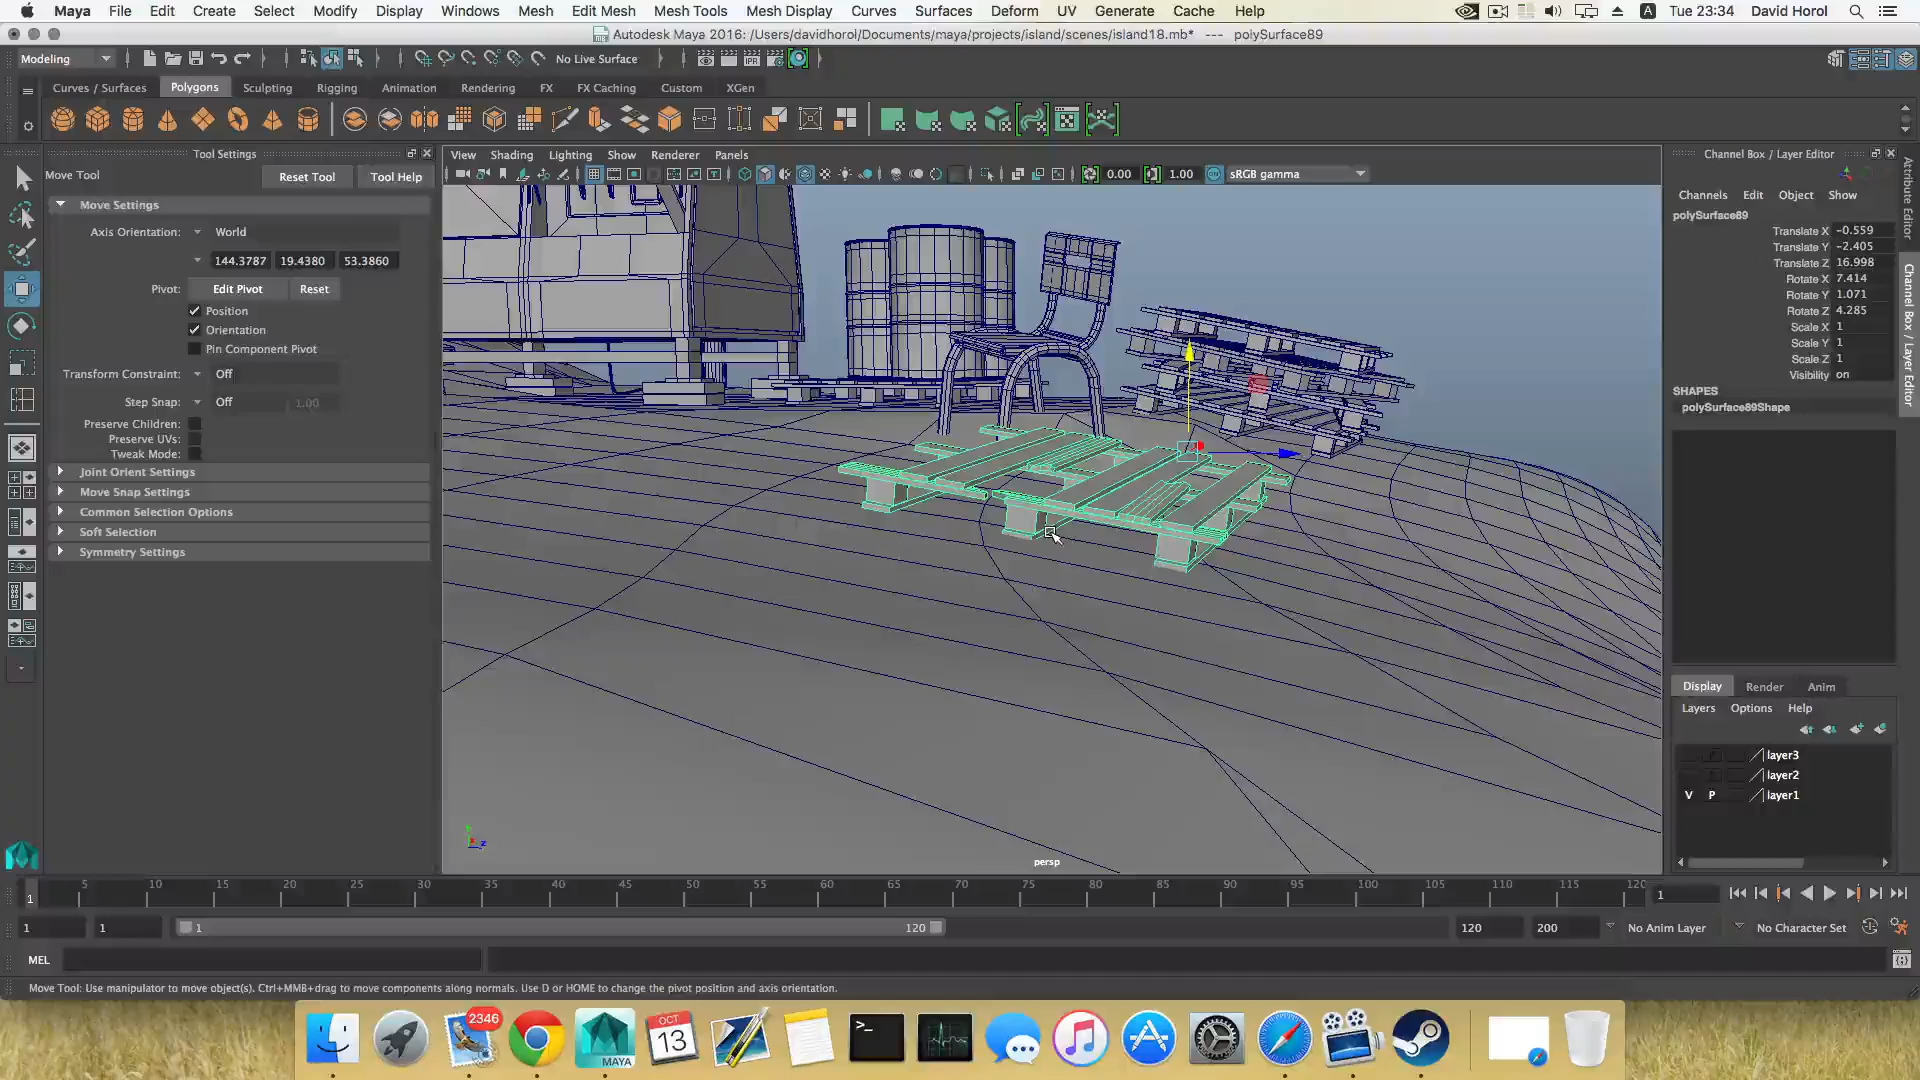 Maya File Edit Create Select Modify Display Windows Mesh Edit Mesh Mesh Tools Mesh Display Curves Surfaces Deform UV Generate Cache Help A Tue 23:34 David Horol
Autodesk Maya 2016: /Users/davidhorol/Documents/maya/projects/island/scenes/island18.mb* --- polySurface89
Modeling No Live Surface
Curves / Surfaces Polygons Sculpting Rigging Animation Rendering FX FX Caching Custom XGen
Tool Settings
Move Tool Reset Tool Tool Help
Move Settings
Axis Orientation: World
144.3787 19.4380 53.3860
Pivot: Edit Pivot Reset
Position
Orientation
Pin Component Pivot
Transform Constraint: Off
Step Snap: Off 1.00
Preserve Children:
Preserve UVs:
Tweak Mode:
Joint Orient Settings
Move Snap Settings
Common Selection Options
Soft Selection
Symmetry Settings
View Shading Lighting Show Renderer Panels
IPR 0.00 1.00 sRGB gamma
persp
z
Channel Box / Layer Editor
Channels Edit Object Show
polySurface89
Translate X -0.559
Translate Y -2.405
Translate Z 16.998
Rotate X 7.414
Rotate Y 1.071
Rotate Z 4.285
Scale X 1
Scale Y 1
Scale Z 1
Visibility on
SHAPES
polySurface89Shape
Attribute Editor
Channel Box / Layer Editor
Display Render Anim
Layers Options Help
layer3
layer2
V P layer1
1 5 10 15 20 25 30 35 40 45 50 55 60 65 70 75 80 85 90 95 100 105 110 115 120 1
1 1 1 120 120 200 No Anim Layer No Character Set
MEL
Move Tool: Use manipulator to move object(s). Ctrl+MMB+drag to move components along normals. Use D or HOME to change the pivot position and axis orientation.
2346
MAYA
OCT
13